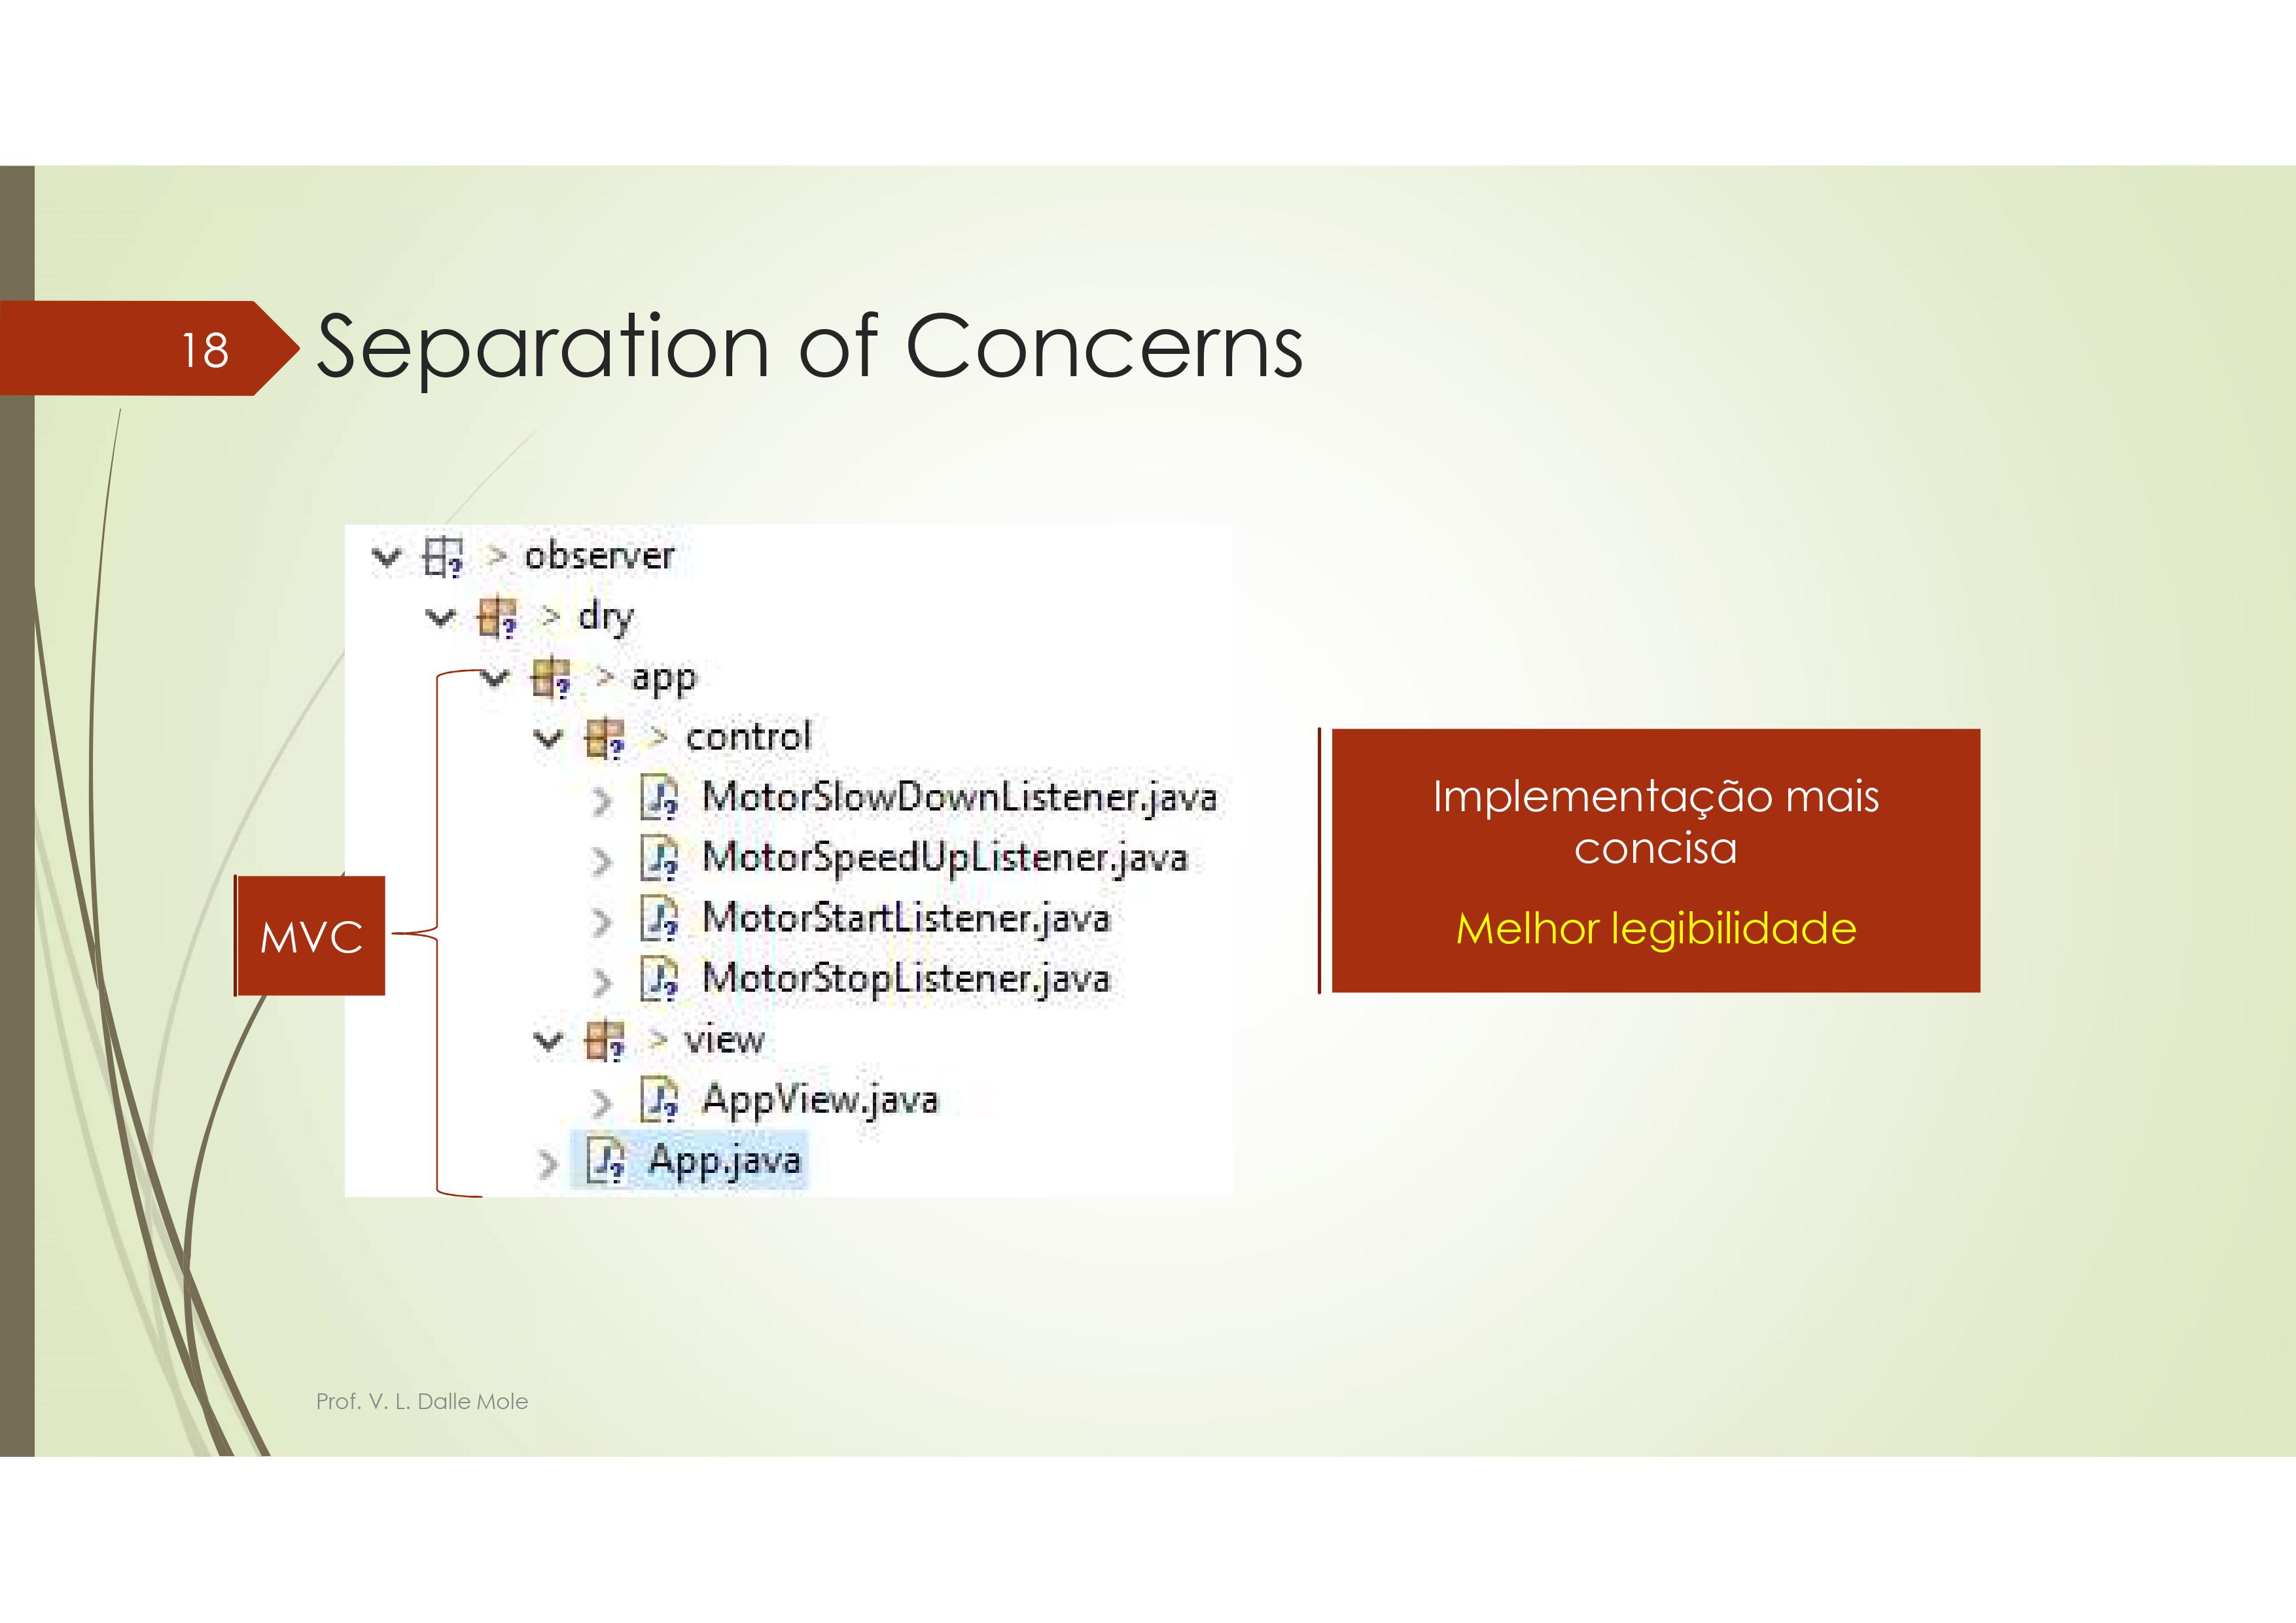 18
Separation of Concerns
> observer
> dry
> app
> control
MotorSlowDownListener.java
MotorSpeedUpListener.java
MotorStartListener.java
MotorStopListener.java
> view
AppView.java
App.java
MVC
Implementação mais
concisa
Melhor legibilidade
Prof. V. L. Dalle Mole